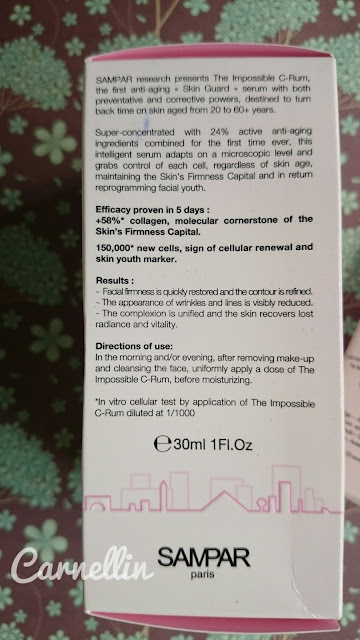 SAMPAR research presents The Impossible C-Rum,
the first anti-aging « Skin Guard » serum with both
preventative and corrective powers, destined to turn
back time on skin aged from 20 to 60+ years.
Super-concentrated with 24% active anti-aging
ingredients combined for the first time ever, this
intelligent serum adapts on a microscopic level and
grabs control of each cell, regardless of skin age,
maintaining the Skin's Firmness Capital and in return
reprogramming facial youth.
Efficacy proven in 5 days :
+58%* collagen, molecular cornerstone of the
Skin's Firmness Capital.
150,000* new cells, sign of cellular renewal and
skin youth marker.
Results :
- Facial firmness is quickly restored and the contour is refined.
- The appearance of wrinkles and lines is visibly reduced.
- The complexion is unified and the skin recovers lost
radiance and vitality.
Directions of use:
In the morning and/or evening, after removing make-up
and cleansing the face, uniformly apply a dose of The
Impossible C-Rum, before moisturizing.
*In vitro cellular test by application of The Impossible
C-Rum diluted at 1/1000
℮30ml 1Fl.Oz
SAMPAR
paris
Carnellin